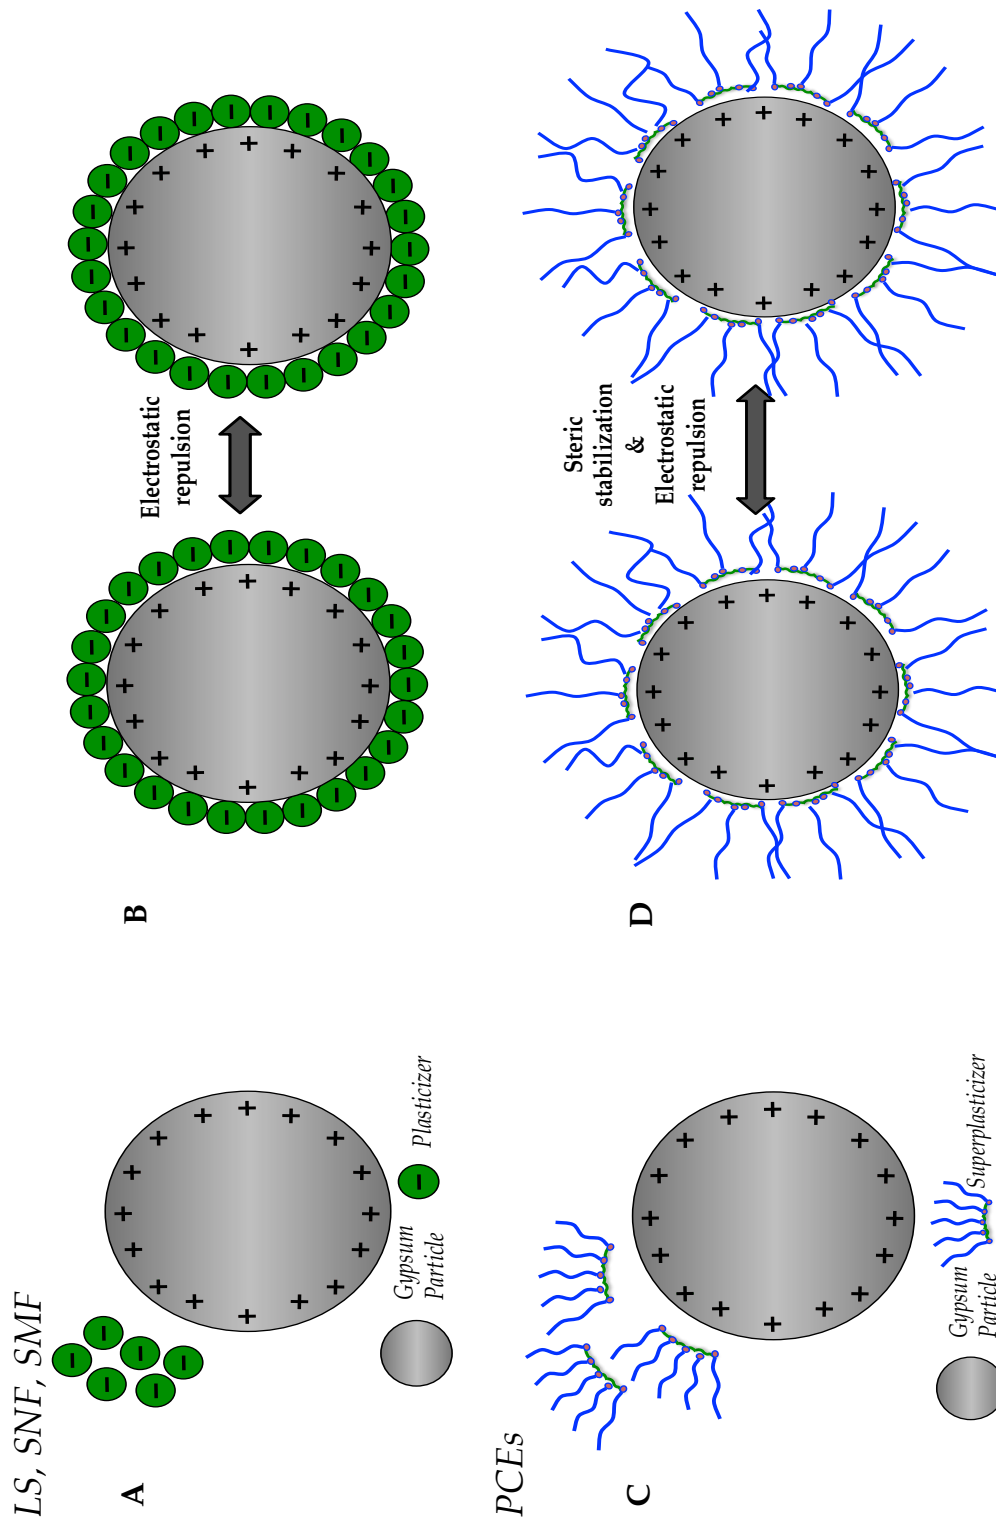 LS, SNF, SMF
A
Gypsum
Particle
Plasticizer
B
Electrostatic
repulsion
PCEs
C
Gypsum
Particle
Superplasticizer
D
Steric
stabilization
&
Electrostatic
repulsion